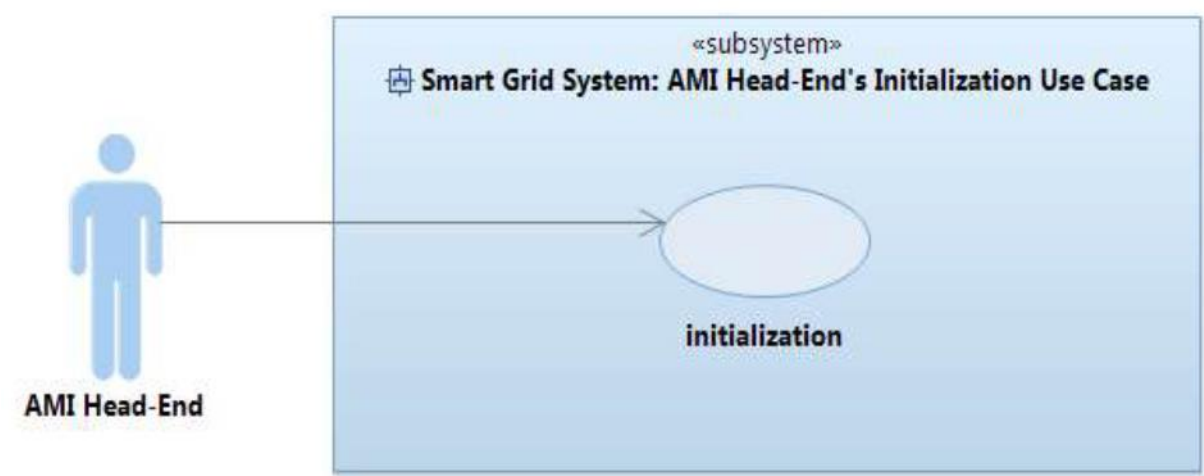 «subsystem»
Smart Grid System: AMI Head-End's Initialization Use Case
initialization
AMI Head-End